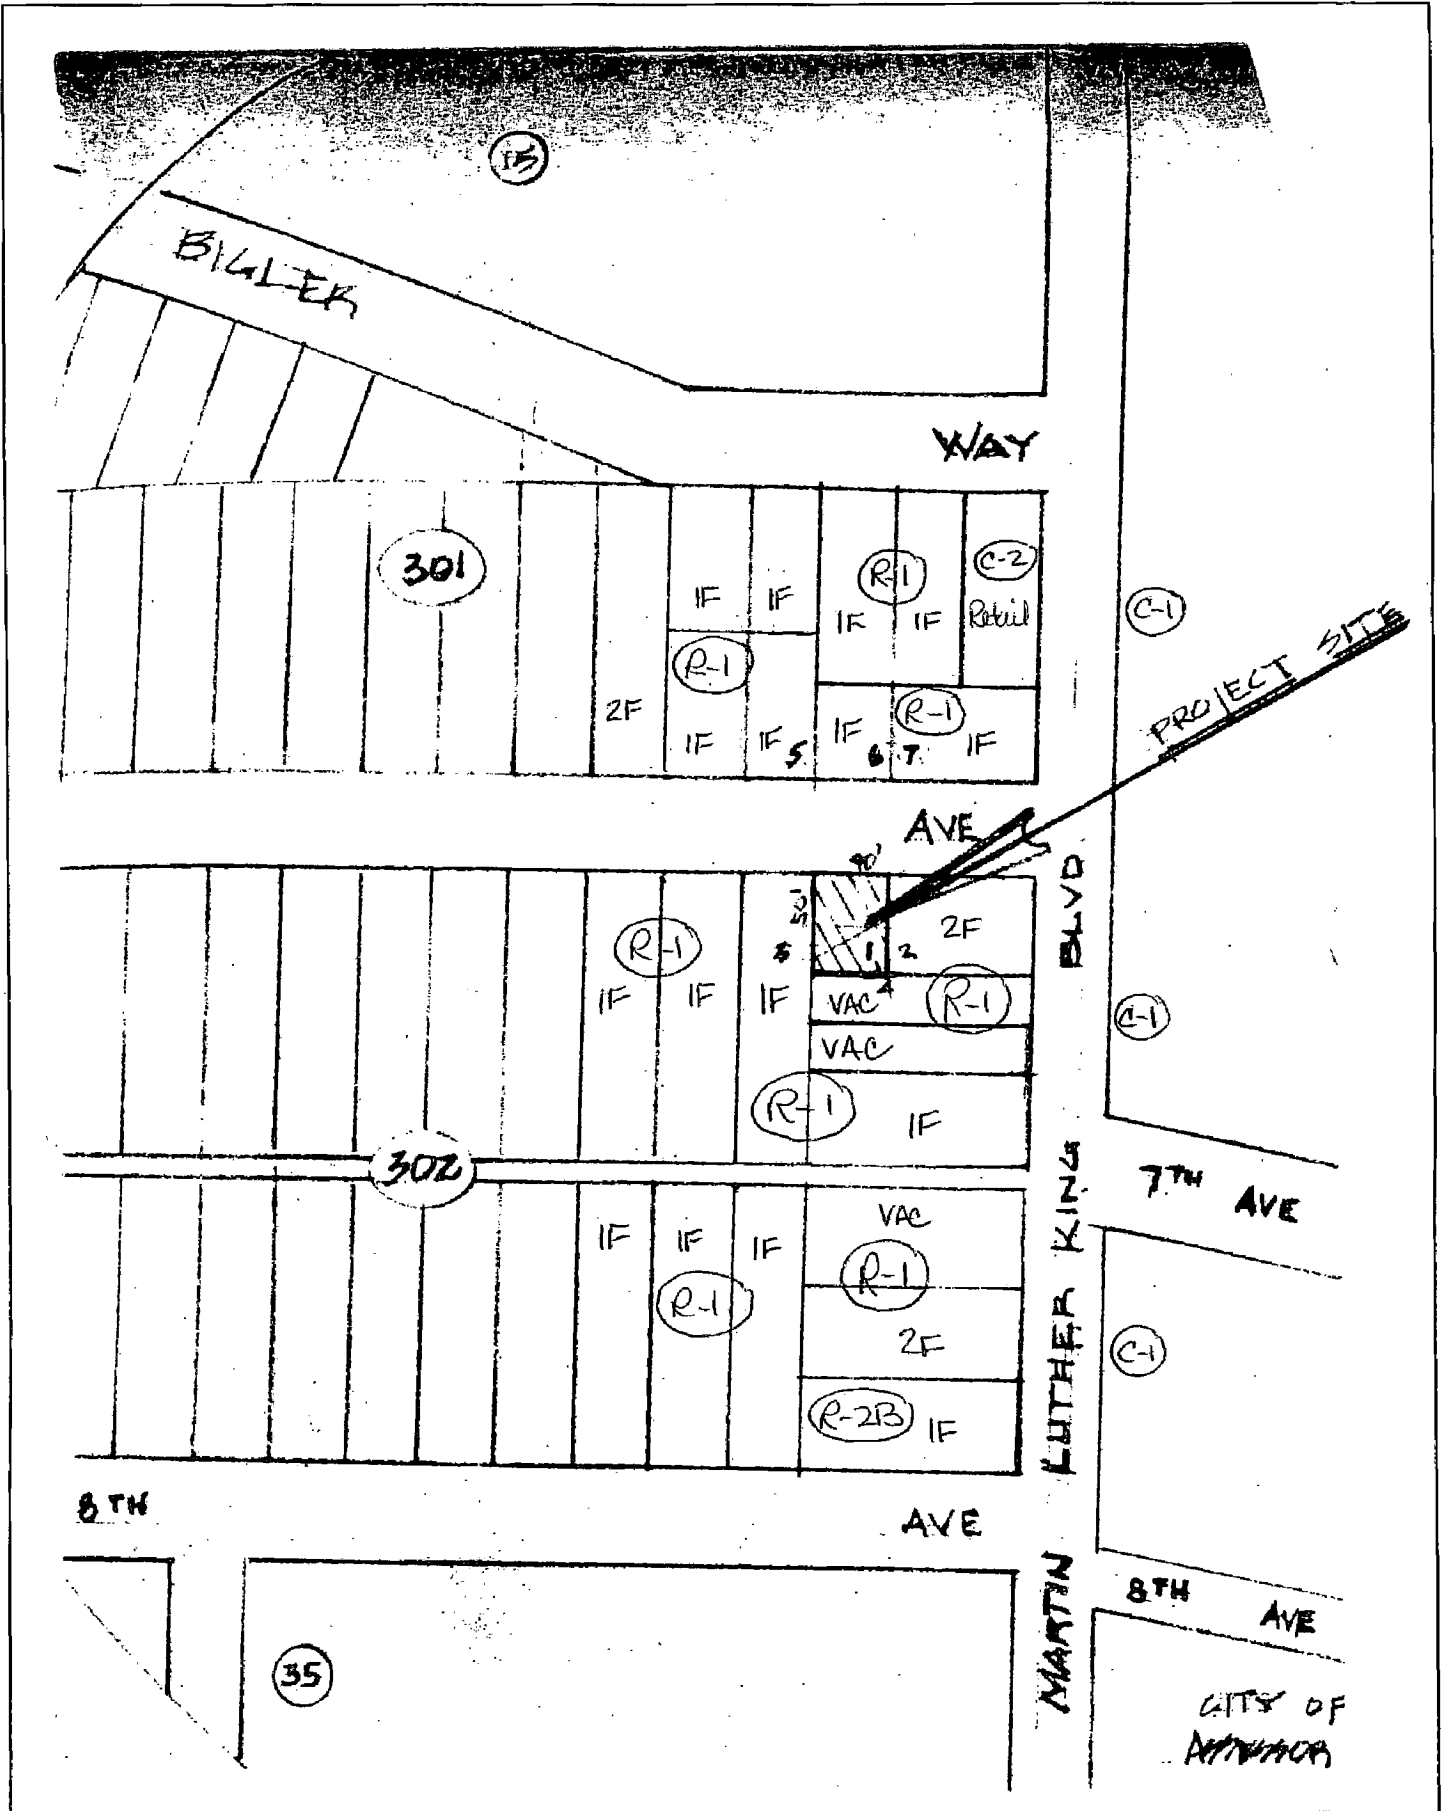 BIGLER
WAY
301
R-1
C-2
IF
IF
IF
IF
Retail
C-1
R-1
PROJECT SITE
2F
R-1
IF
IF
5
IF
6
7
IF
AVE
90'
50'
BLVD
R-1
2F
1
2
4
IF
IF
IF
VAC
R-1
C-1
VAC
R-1
IF
302
7TH AVE
KING
VAC
IF
IF
IF
R-1
R-1
2F
LUTHER
C-1
R-2B
IF
8TH
AVE
MARTIN
8TH AVE
35
CITY OF